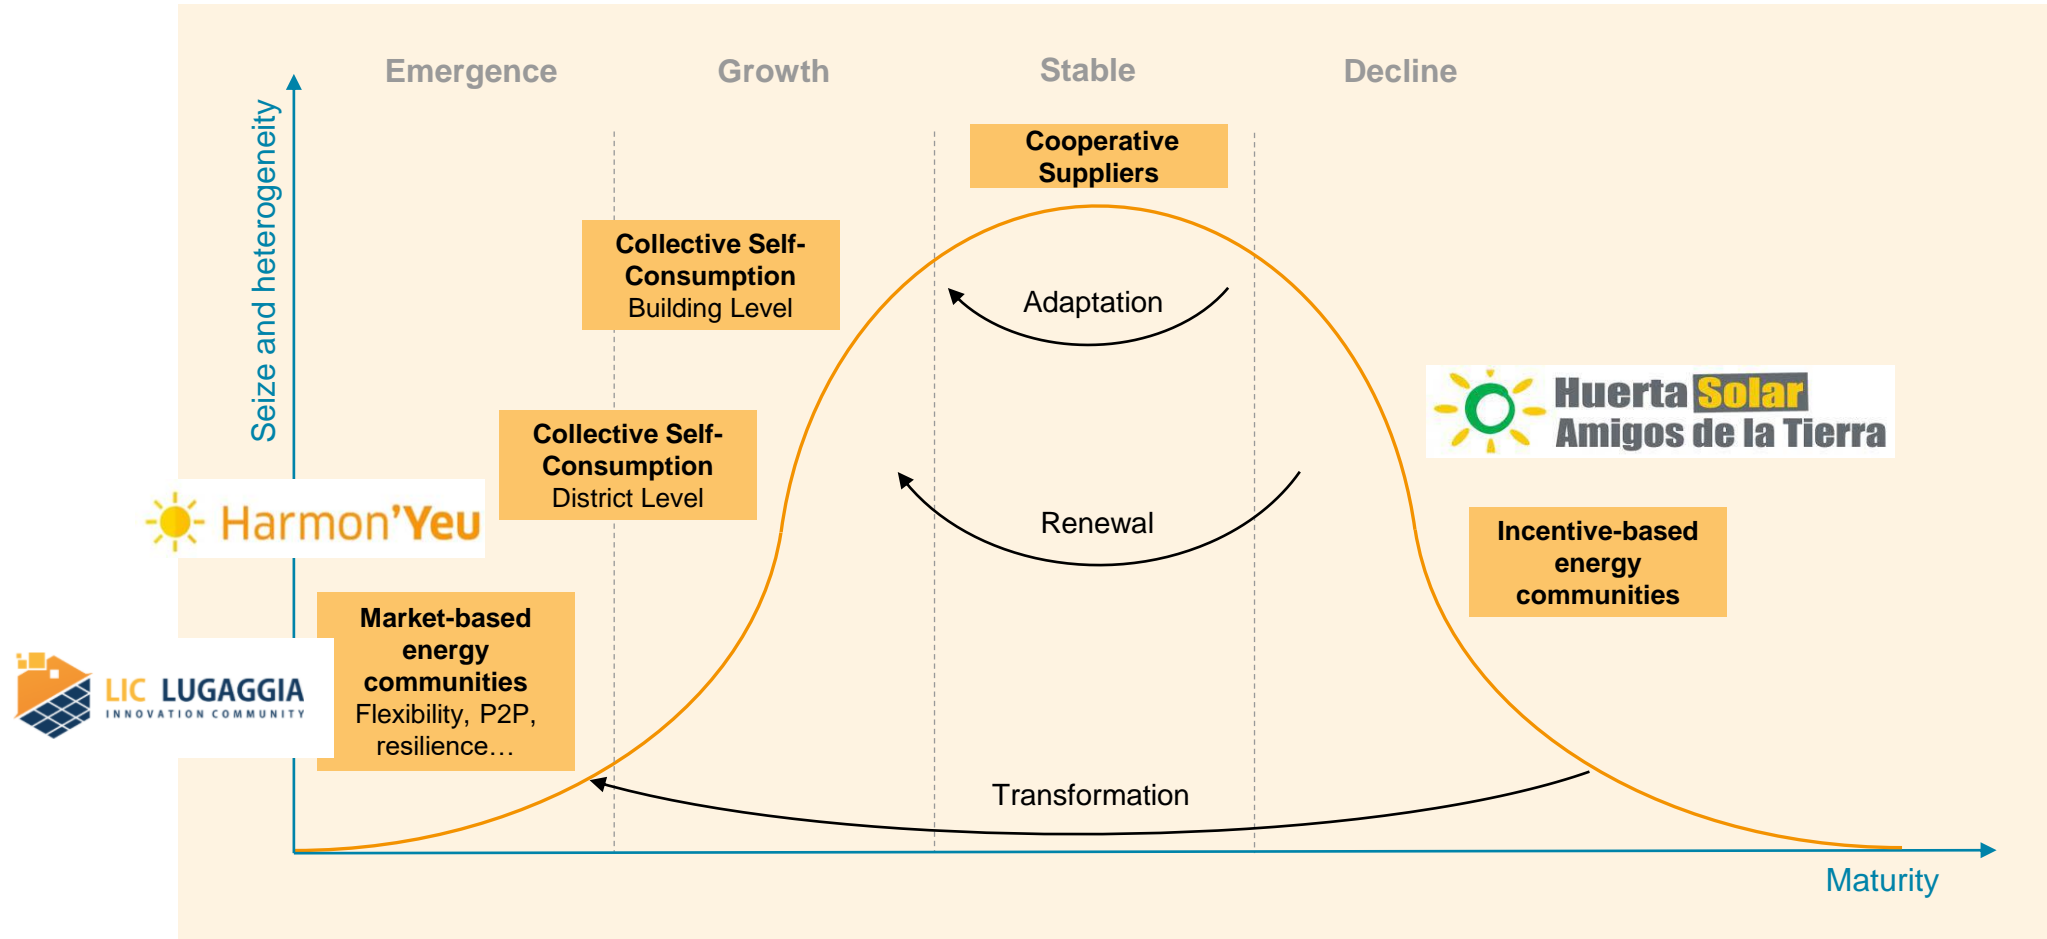 Emergence
Growth
Stable
Decline
Seize and heterogeneity
Cooperative
Suppliers
Collective Self-
Consumption
Building Level
Adaptation
Huerta Solar
Amigos de la Tierra
Collective Self-
Consumption
District Level
Harmon'Yeu
Renewal
Incentive-based
energy
communities
Market-based
energy
communities
Flexibility, P2P,
resilience…
LIC LUGAGGIA
INNOVATION COMMUNITY
Transformation
Maturity